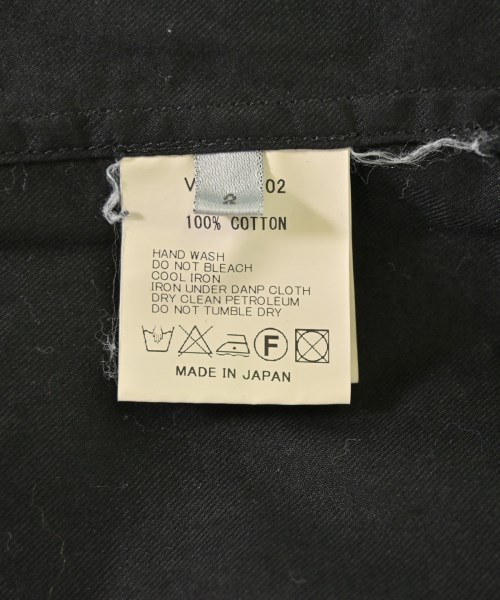 V 02
2
100% COTTON
HAND WASH
DO NOT BLEACH
COOL IRON
IRON UNDER DANP CLOTH
DRY CLEAN PETROLEUM
DO NOT TUMBLE DRY
F
MADE IN JAPAN